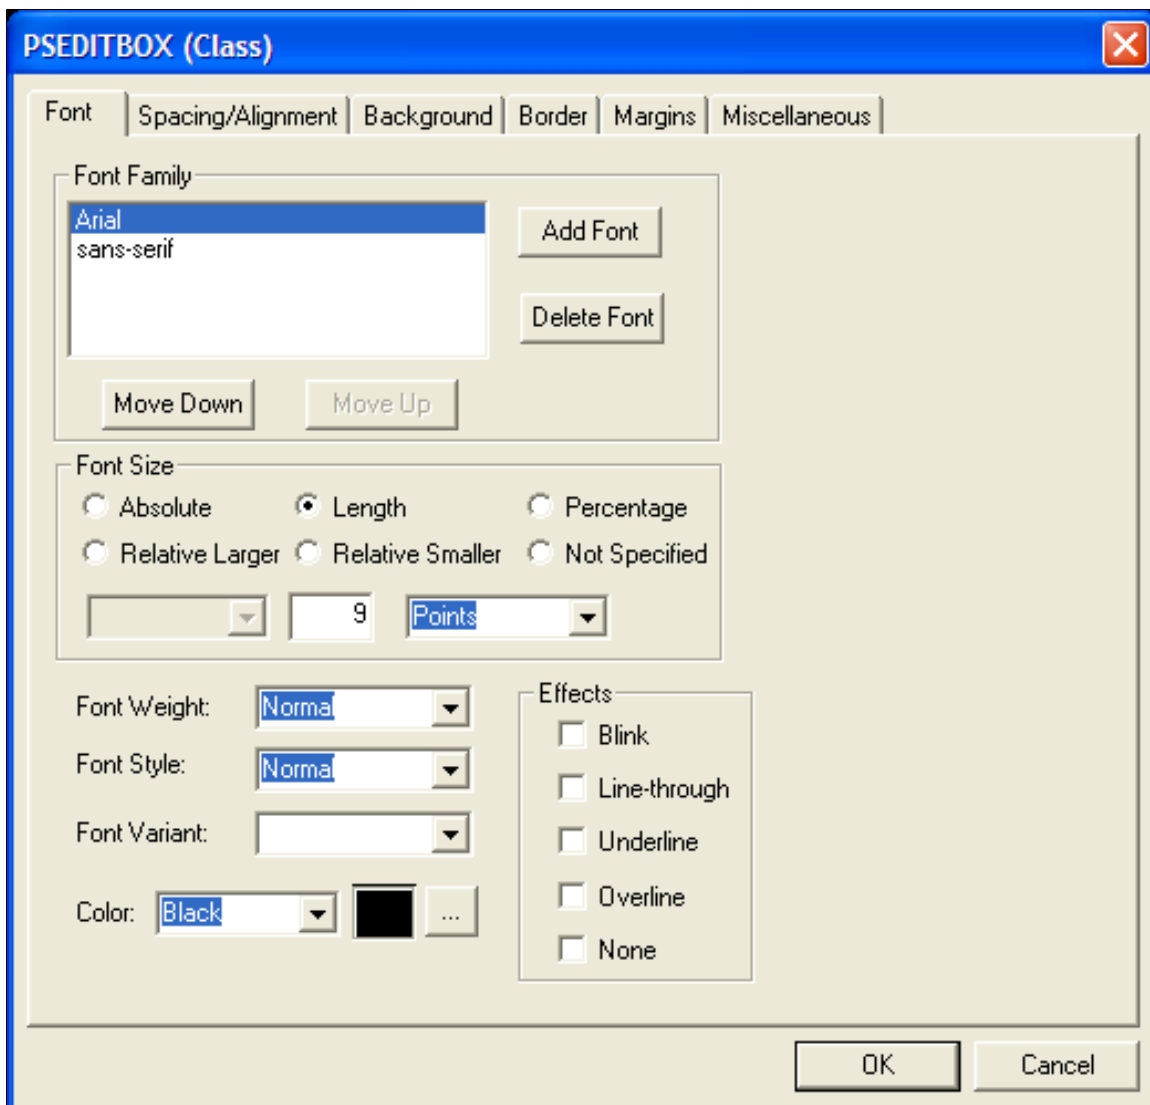 PSEDITBOX (Class)
Font Spacing/Alignment Background Border Margins Miscellaneous
Font Family
Arial
sans-serif
Add Font
Delete Font
Move Down Move Up
Font Size
Absolute Length Percentage
Relative Larger Relative Smaller Not Specified
9 Points
Font Weight: Normal
Font Style: Normal
Font Variant:
Color: Black ...
Effects
Blink
Line-through
Underline
Overline
None
OK Cancel